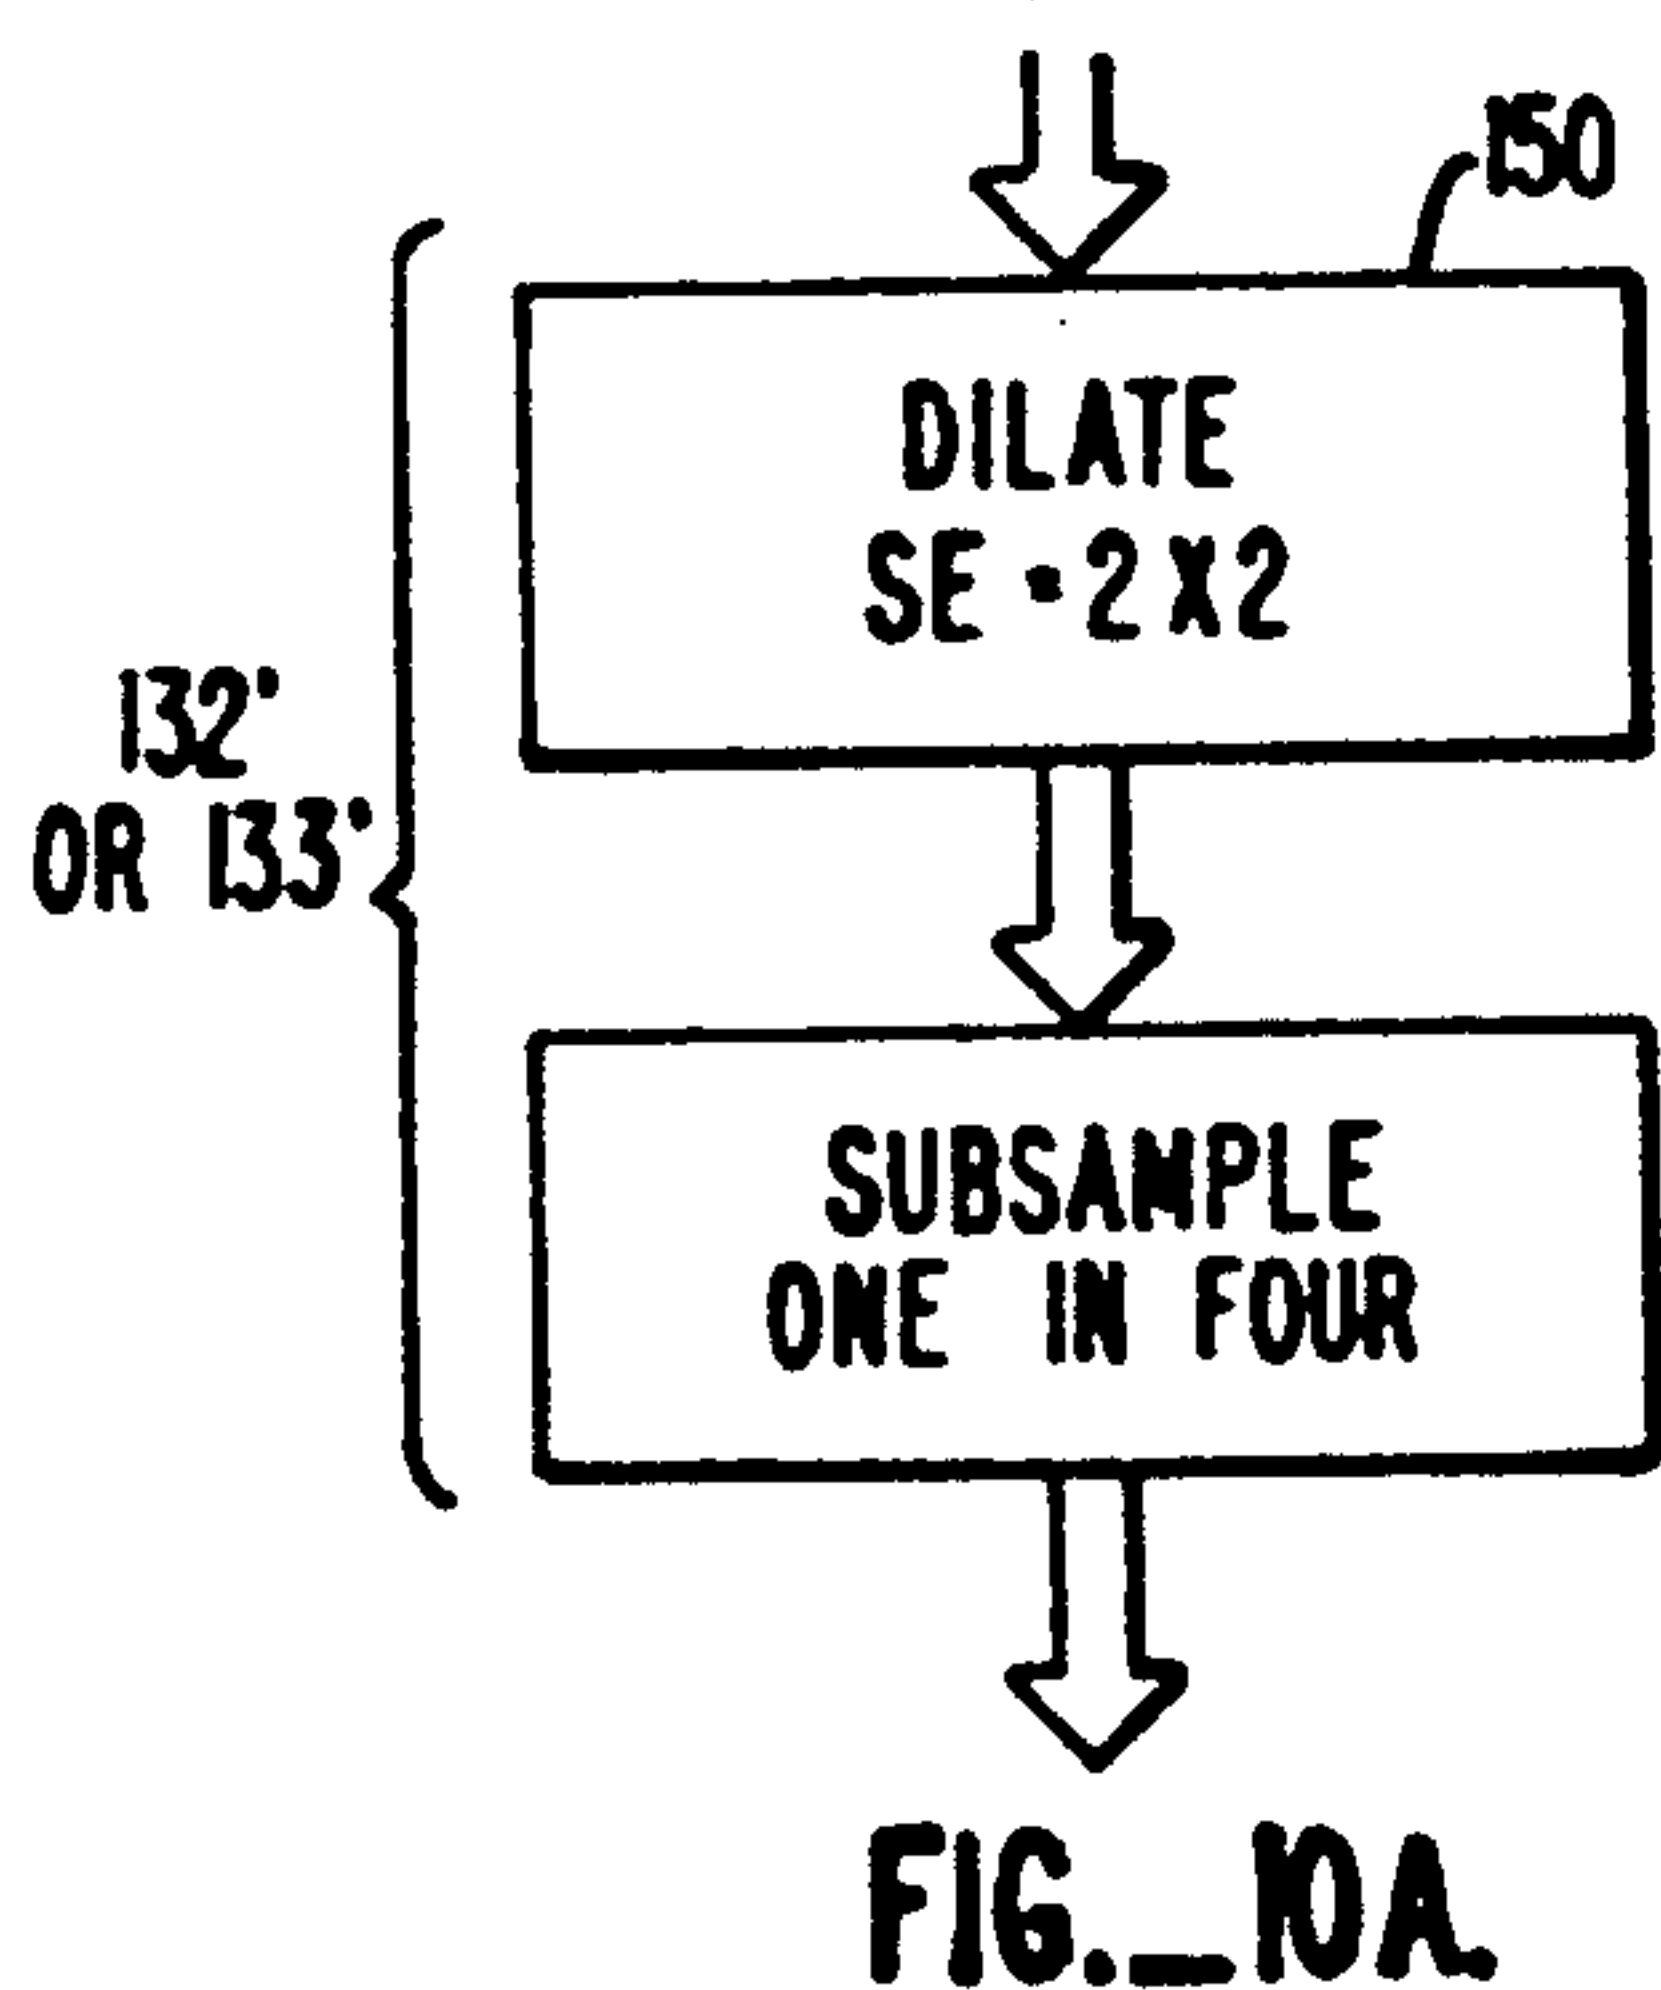 150
DILATE
SE · 2 X 2
132'
OR 133'
SUBSAMPLE
ONE IN FOUR
FIG._10A.